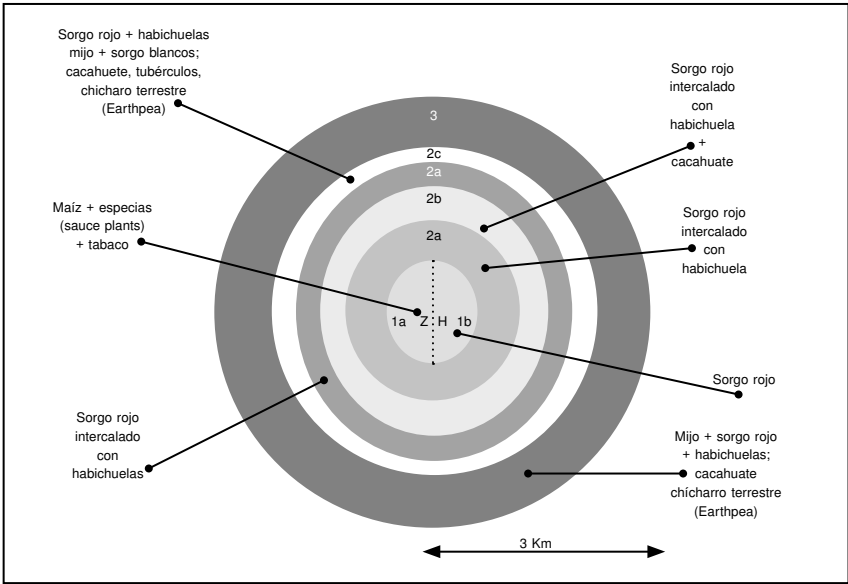 Sorgo rojo + habichuelas
mijo + sorgo blancos;
cacahuete, tubérculos,
chicharo terrestre
(Earthpea)
Sorgo rojo
intercalado
con
habichuela
+
cacahuate
3
2c
2a
2b
2a
Maíz + especias
(sauce plants)
+ tabaco
Sorgo rojo
intercalado
con
habichuela
1a Z H 1b
Sorgo rojo
Sorgo rojo
intercalado
con
habichuelas
Mijo + sorgo rojo
+ habichuelas;
cacahuate
chícharro terrestre
(Earthpea)
3 Km